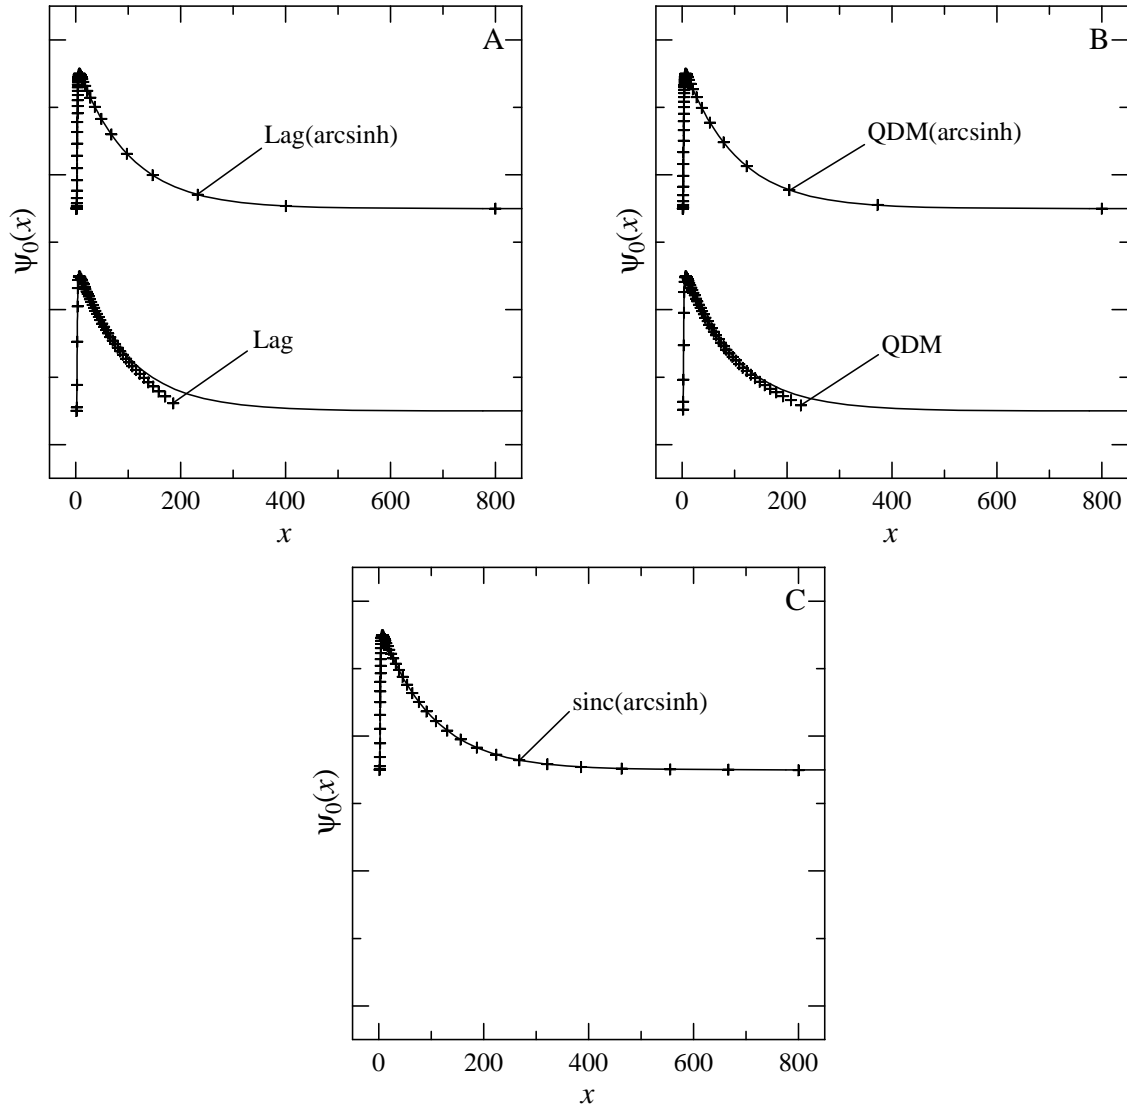 A
Lag(arcsinh)
Lag
ψ0(x)
0 200 400 600 800
x
B
QDM(arcsinh)
QDM
ψ0(x)
0 200 400 600 800
x
C
sinc(arcsinh)
ψ0(x)
0 200 400 600 800
x